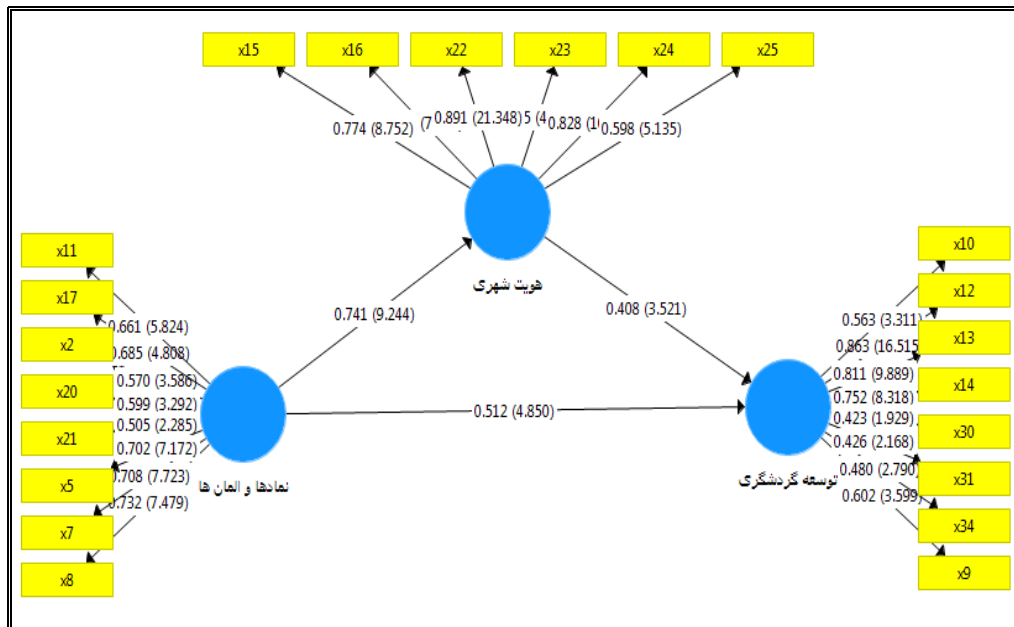 x15 x16 x22 x23 x24 x25
0.774 (8.752) 0.891 (21.348) 0.828 0.598 (5.135)
هویت شهری
0.741 (9.244)
0.408 (3.521)
0.512 (4.850)
x11
x17
x2
x20
x21
x5
x7
x8
0.661 (5.824)
0.685 (4.808)
0.570 (3.586)
0.599 (3.292)
0.505 (2.285)
0.702 (7.172)
0.708 (7.723)
0.732 (7.479)
نمادها و المان ها
x10
x12
x13
x14
x30
x31
x34
x9
0.563 (3.311)
0.863 (16.515)
0.811 (9.889)
0.752 (8.318)
0.423 (1.929)
0.426 (2.168)
0.480 (2.790)
0.602 (3.599)
توسعه گردشگری